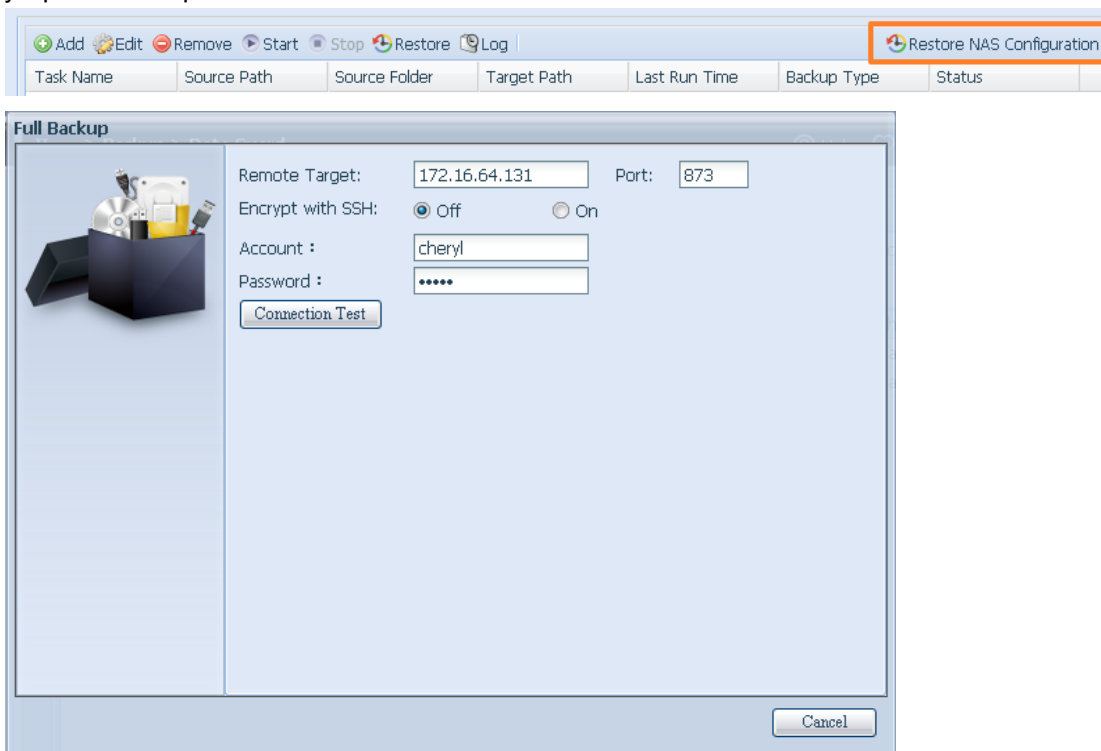 Add Edit Remove Start Stop Restore Log Restore NAS Configuration
Task Name Source Path Source Folder Target Path Last Run Time Backup Type Status
Full Backup
Remote Target: 172.16.64.131 Port: 873
Encrypt with SSH: Off On
Account： cheryl
Password： •••••
Connection Test
Cancel